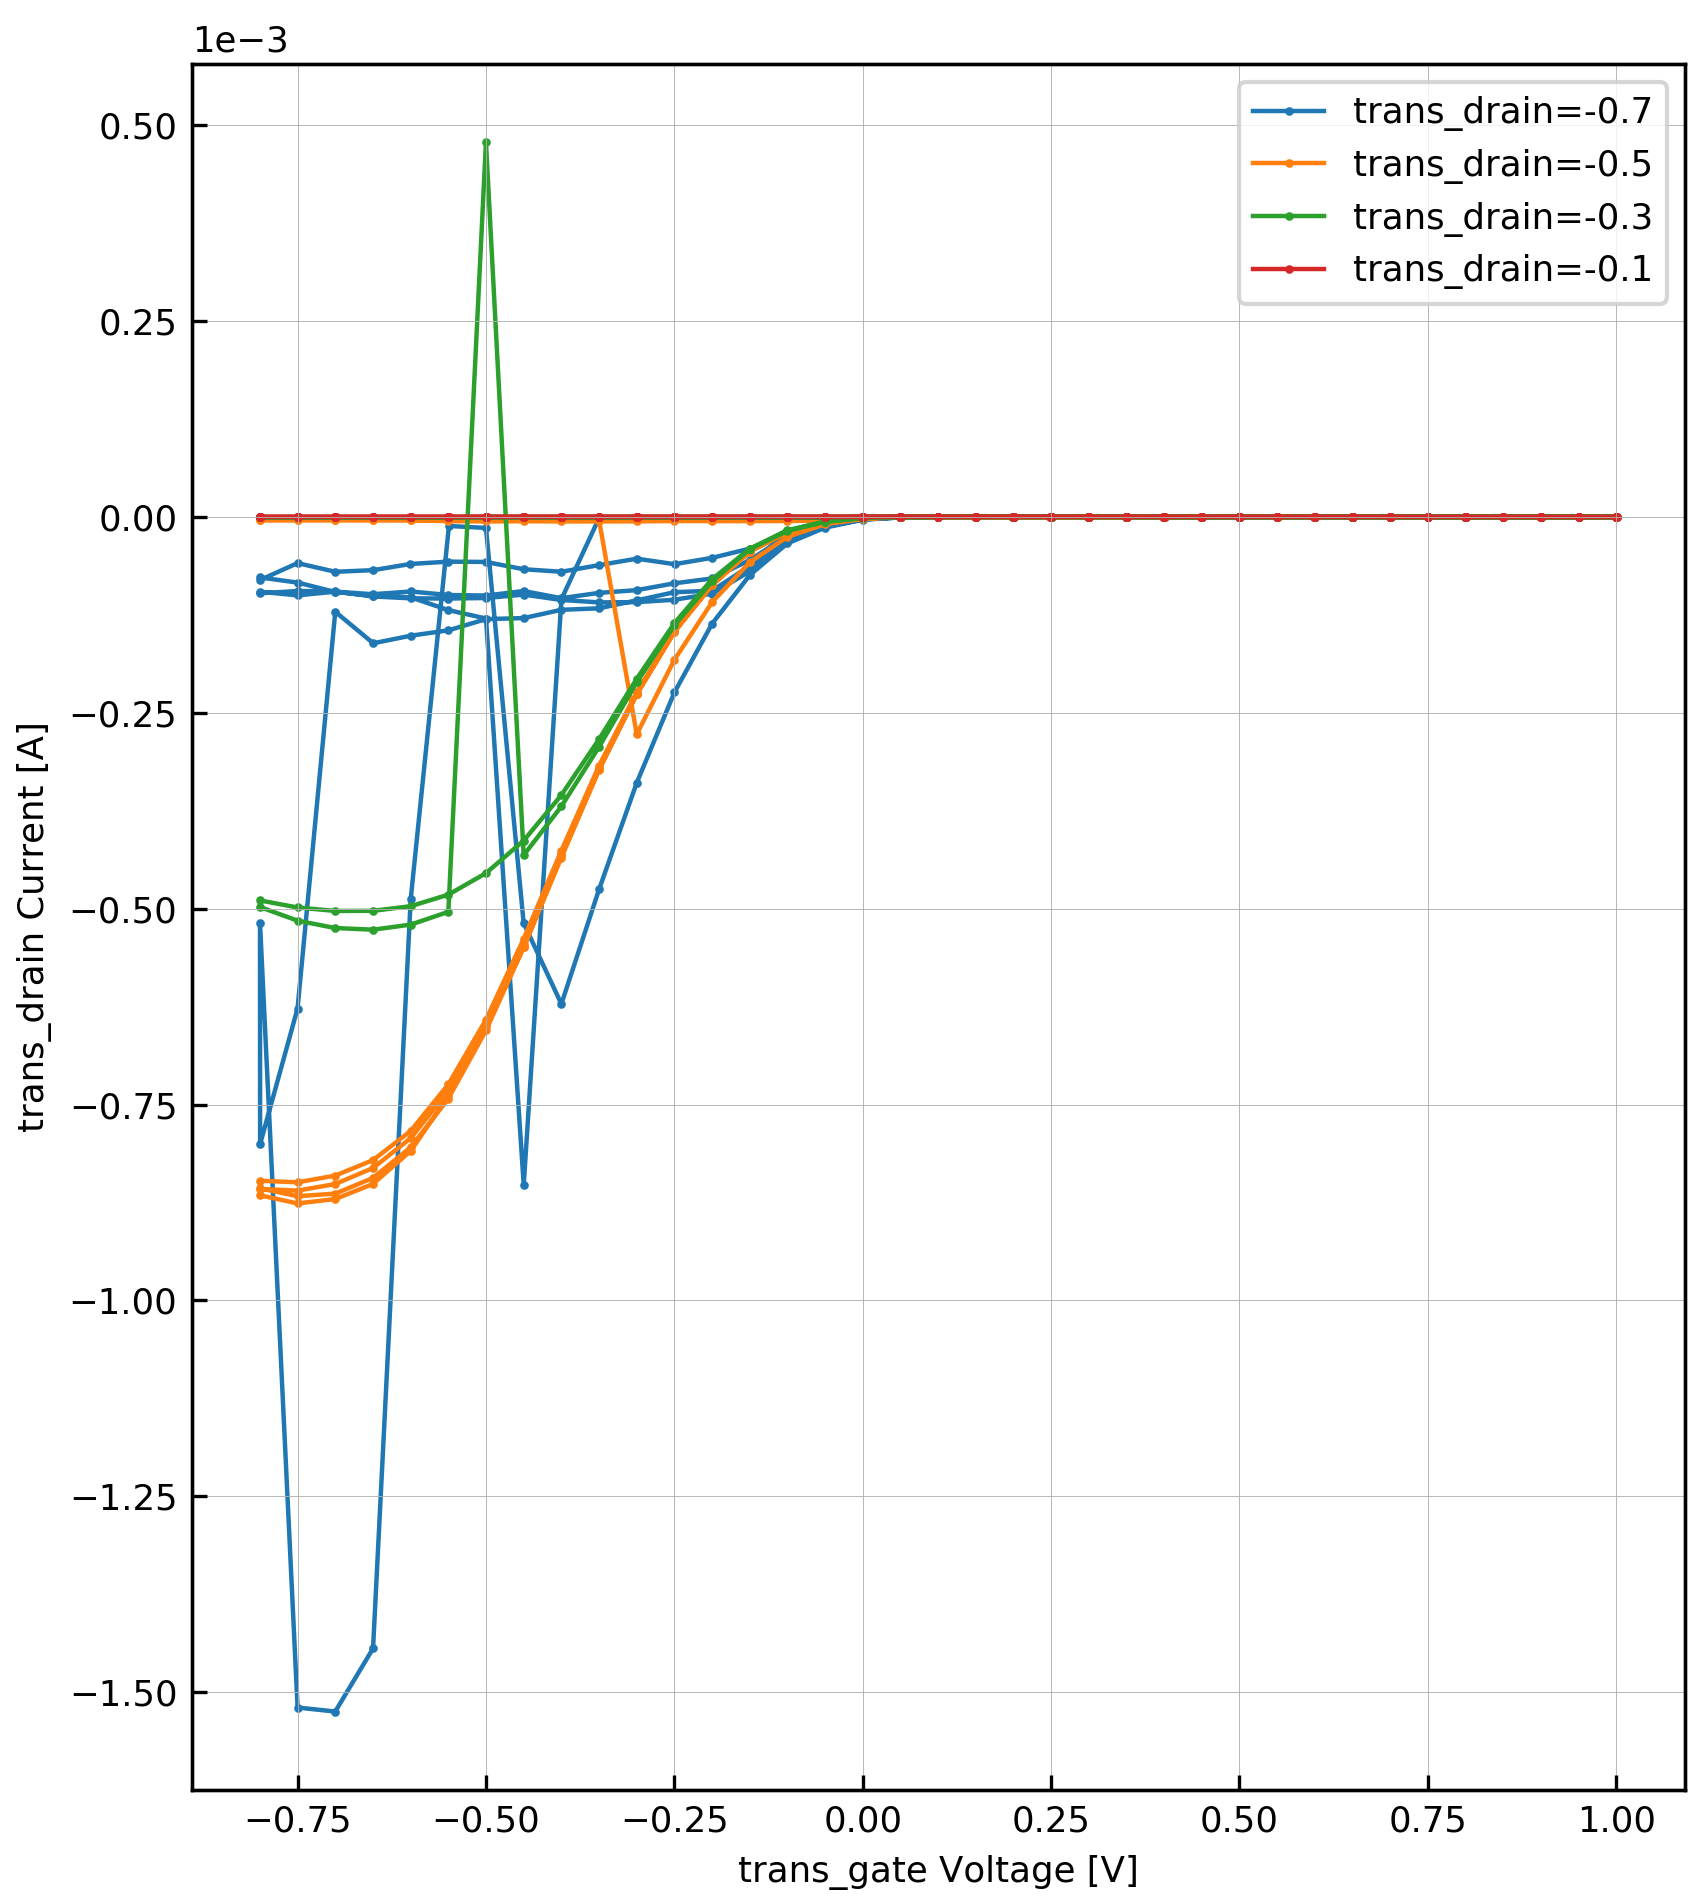 1e−3
0.50
0.25
0.00
−0.25
−0.50
−0.75
−1.00
−1.25
−1.50
trans_drain Current [A]
trans_drain=-0.7
trans_drain=-0.5
trans_drain=-0.3
trans_drain=-0.1
−0.75 −0.50 −0.25 0.00 0.25 0.50 0.75 1.00
trans_gate Voltage [V]